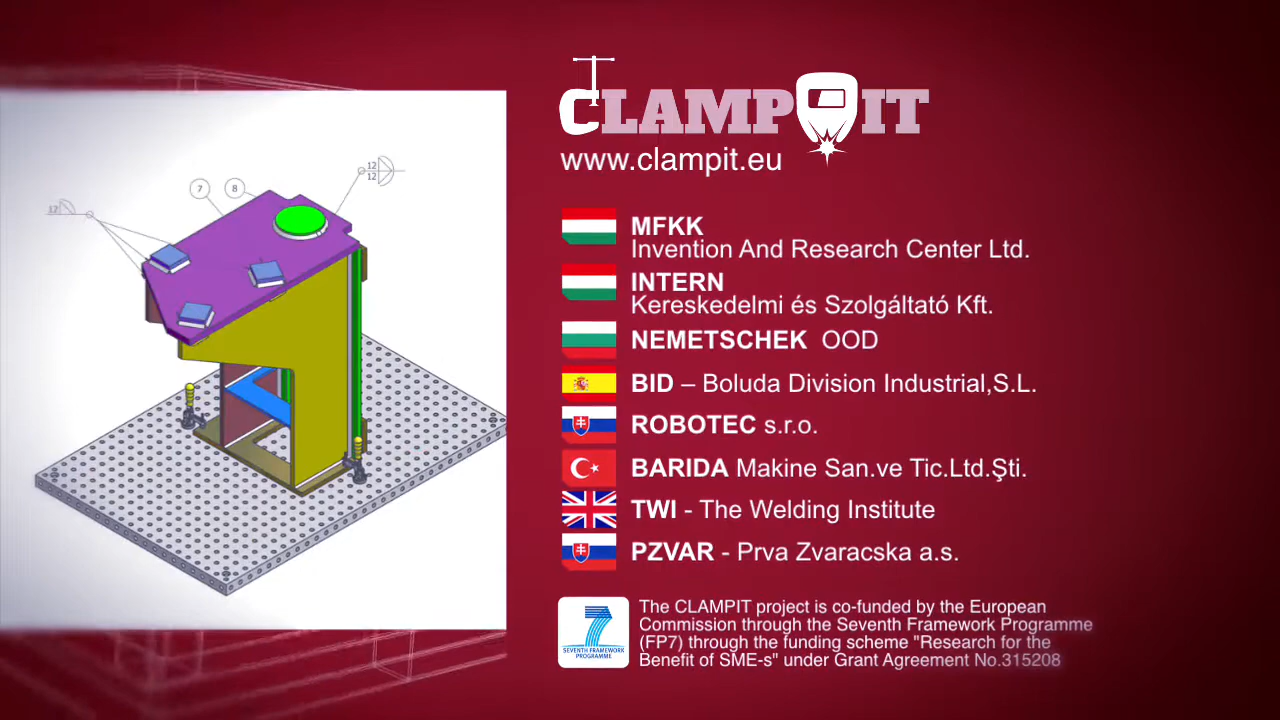 CLAMPIT
www.clampit.eu
12
7
8
12
12
MFKK
Invention And Research Center Ltd.
INTERN
Kereskedelmi és Szolgáltató Kft.
NEMETSCHEK OOD
BID – Boluda Division Industrial,S.L.
ROBOTEC s.r.o.
BARIDA Makine San.ve Tic.Ltd.Şti.
TWI - The Welding Institute
PZVAR - Prva Zvaracska a.s.
SEVENTH FRAMEWORK
PROGRAMME
The CLAMPIT project is co-funded by the European
Commission through the Seventh Framework Programme
(FP7) through the funding scheme "Research for the
Benefit of SME-s" under Grant Agreement No.315208